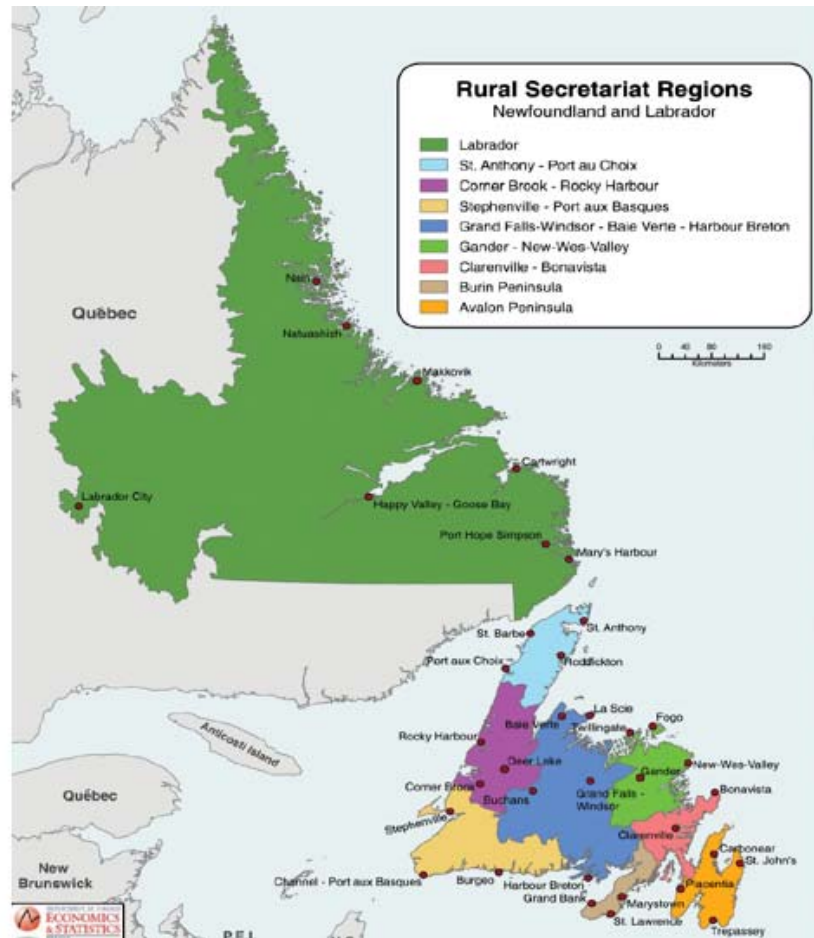 Rural Secretariat Regions
Newfoundland and Labrador
Labrador
St. Anthony - Port au Choix
Corner Brook - Rocky Harbour
Stephenville - Port aux Basques
Grand Falls-Windsor - Baie Verte - Harbour Breton
Gander - New-Wes-Valley
Clarenville - Bonavista
Burin Peninsula
Avalon Peninsula
0 40 80 160
Kilometers
Nain
Québec
Natuashish
Makkovik
Cartwright
Labrador City
Happy Valley - Goose Bay
Port Hope Simpson
Mary's Harbour
St. Anthony
St. Barbe
Port aux Choix
Roddickton
La Scie
Baie Verte
Twillingate
Fogo
Anticosti Island
Rocky Harbour
Deer Lake
Gander
New-Wes-Valley
Corner Brook
Buchans
Grand Falls -
Windsor
Bonavista
Québec
Stephenville
Clarenville
Carbonear
St. John's
New
Brunswick
Channel - Port aux Basques
Burgeo
Harbour Breton
Grand Bank
Placentia
Marystown
St. Lawrence
Trepassey
ECONOMICS
& STATISTICS
P.E.I.